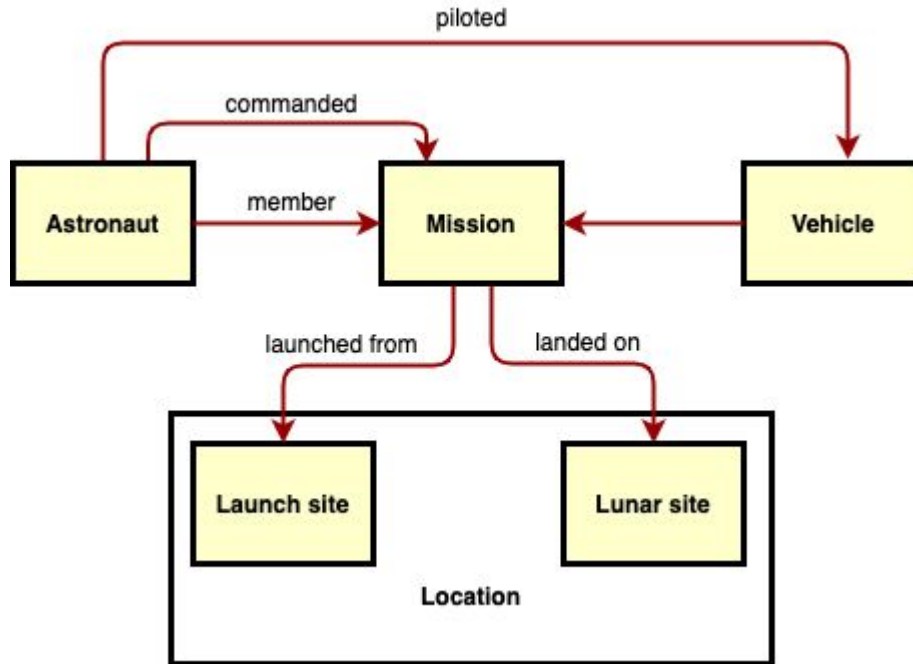 piloted
commanded
Astronaut
member
Mission
Vehicle
launched from
landed on
Launch site
Lunar site
Location